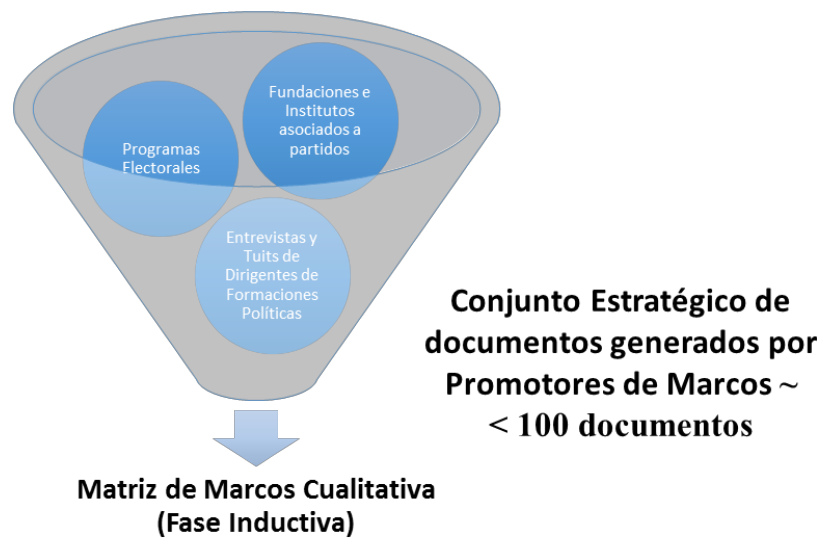 Fundaciones e
Institutos
asociados a
partidos
Programas
Electorales
Entrevistas y
Tuits de
Dirigentes de
Formaciones
Políticas
Conjunto Estratégico de
documentos generados por
Promotores de Marcos ~
< 100 documentos
Matriz de Marcos Cualitativa
(Fase Inductiva)